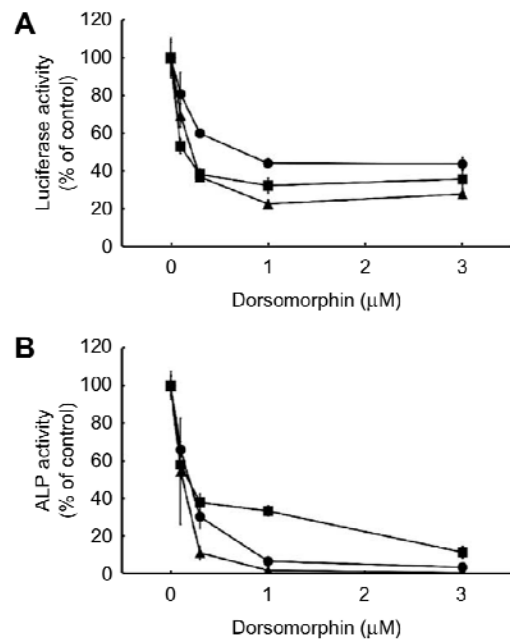 A
Luciferase activity
(% of control)
120
100
80
60
40
20
0
0 1 2 3
Dorsomorphin (μM)
B
ALP activity
(% of control)
120
100
80
60
40
20
0
0 1 2 3
Dorsomorphin (μM)